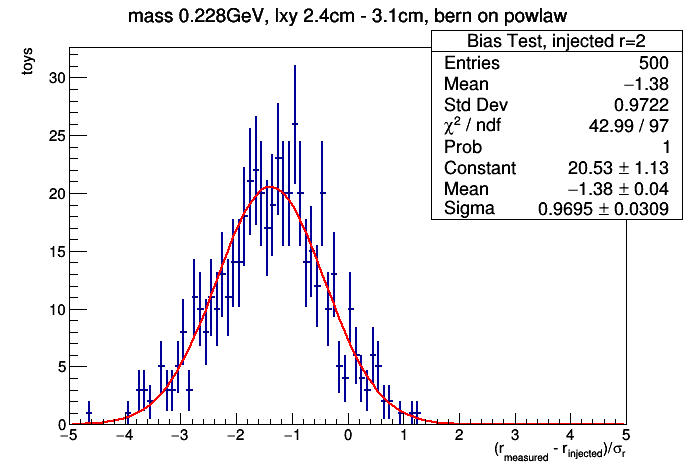 mass 0.228GeV, lxy 2.4cm - 3.1cm, bern on powlaw
toys
Bias Test, injected r=2
Entries 500
Mean −1.38
Std Dev 0.9722
χ² / ndf 42.99 / 97
Prob 1
Constant 20.53 ± 1.13
Mean −1.38 ± 0.04
Sigma 0.9695 ± 0.0309
30
25
20
15
10
5
0
−5 −4 −3 −2 −1 0 1 2 3 4 5
(r_measured - r_injected)/σ_r